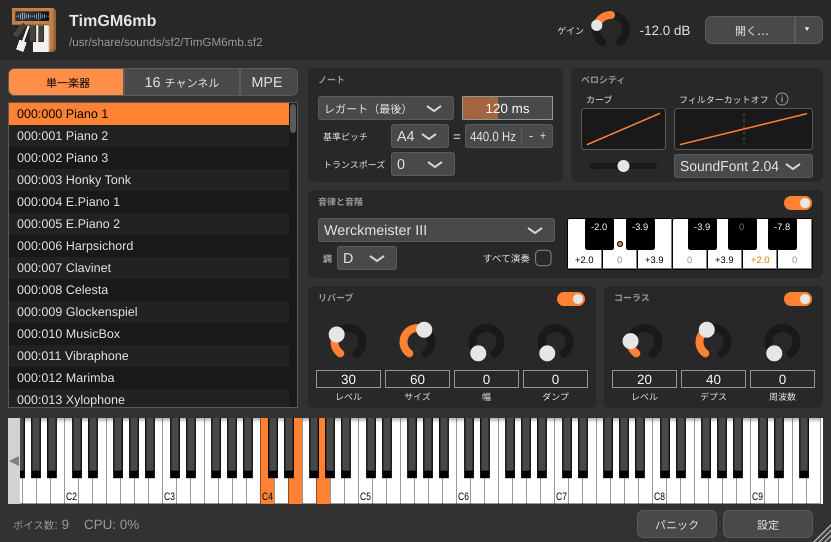 TimGM6mb
/usr/share/sounds/sf2/TimGM6mb.sf2
ゲイン -12.0 dB 開く...
単一楽器 16 チャンネル MPE
000:000 Piano 1
000:001 Piano 2
000:002 Piano 3
000:003 Honky Tonk
000:004 E.Piano 1
000:005 E.Piano 2
000:006 Harpsichord
000:007 Clavinet
000:008 Celesta
000:009 Glockenspiel
000:010 MusicBox
000:011 Vibraphone
000:012 Marimba
000:013 Xylophone
ノート
レガート（最後） 120 ms
基準ピッチ A4 = 440.0 Hz - +
トランスポーズ 0
ベロシティ
カーブ フィルターカットオフ
SoundFont 2.04
音律と音階
Werckmeister III
調 D すべて演奏
-2.0 -3.9 -3.9 0 -7.8
+2.0 0 +3.9 0 +3.9 +2.0 0
リバーブ
30 60 0 0
レベル サイズ 幅 ダンプ
コーラス
20 40 0
レベル デプス 周波数
C2 C3 C4 C5 C6 C7 C8 C9
ボイス数: 9 CPU: 0%
パニック 設定